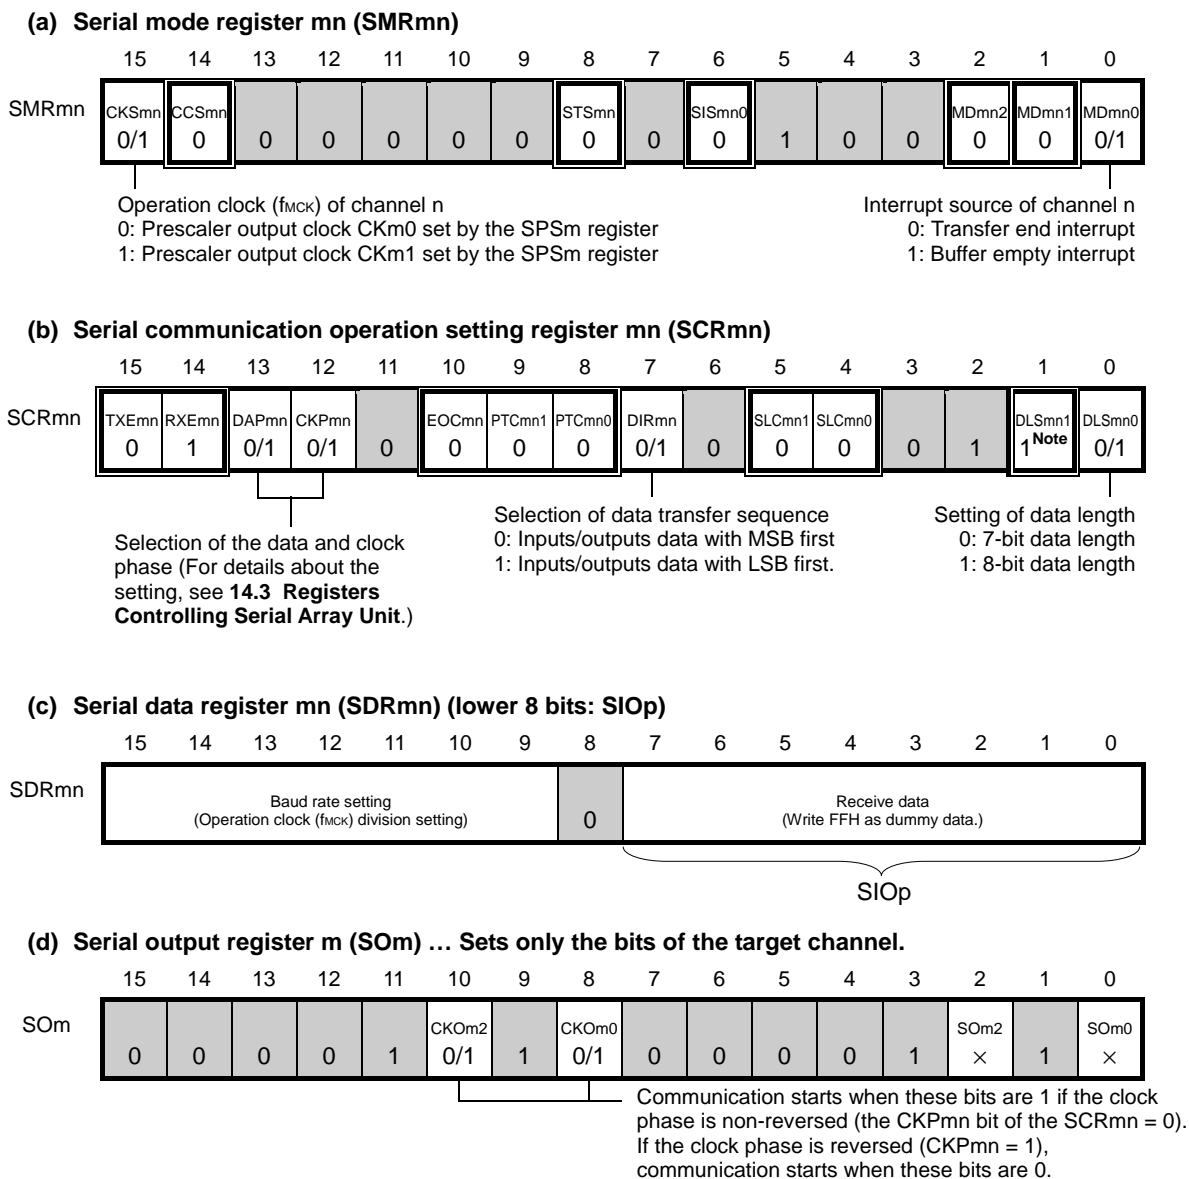 (a) Serial mode register mn (SMRmn)
15 14 13 12 11 10 9 8 7 6 5 4 3 2 1 0
SMRmn
CKSmn CCSmn STSmn SISmn0 MDmn2 MDmn1 MDmn0
0/1 0 0 0 0 0 0 0 0 0 1 0 0 0 0 0/1
Operation clock (fMCK) of channel n
0: Prescaler output clock CKm0 set by the SPSm register
1: Prescaler output clock CKm1 set by the SPSm register
Interrupt source of channel n
0: Transfer end interrupt
1: Buffer empty interrupt
(b) Serial communication operation setting register mn (SCRmn)
15 14 13 12 11 10 9 8 7 6 5 4 3 2 1 0
SCRmn
TXEmn RXEmn DAPmn CKPmn EOCmn PTCmn1 PTCmn0 DIRmn SLCmn1 SLCmn0 DLSmn1 DLSmn0
0 1 0/1 0/1 0 0 0 0 0/1 0 0 0 0 1 1Note 0/1
Selection of the data and clock
phase (For details about the
setting, see 14.3 Registers
Controlling Serial Array Unit.)
Selection of data transfer sequence
0: Inputs/outputs data with MSB first
1: Inputs/outputs data with LSB first.
Setting of data length
0: 7-bit data length
1: 8-bit data length
(c) Serial data register mn (SDRmn) (lower 8 bits: SIOp)
15 14 13 12 11 10 9 8 7 6 5 4 3 2 1 0
SDRmn
Baud rate setting
(Operation clock (fMCK) division setting)
0
Receive data
(Write FFH as dummy data.)
SIOp
(d) Serial output register m (SOm) … Sets only the bits of the target channel.
15 14 13 12 11 10 9 8 7 6 5 4 3 2 1 0
SOm
CKOm2 CKOm0 SOm2 SOm0
0 0 0 0 1 0/1 1 0/1 0 0 0 0 1 × 1 ×
Communication starts when these bits are 1 if the clock
phase is non-reversed (the CKPmn bit of the SCRmn = 0).
If the clock phase is reversed (CKPmn = 1),
communication starts when these bits are 0.